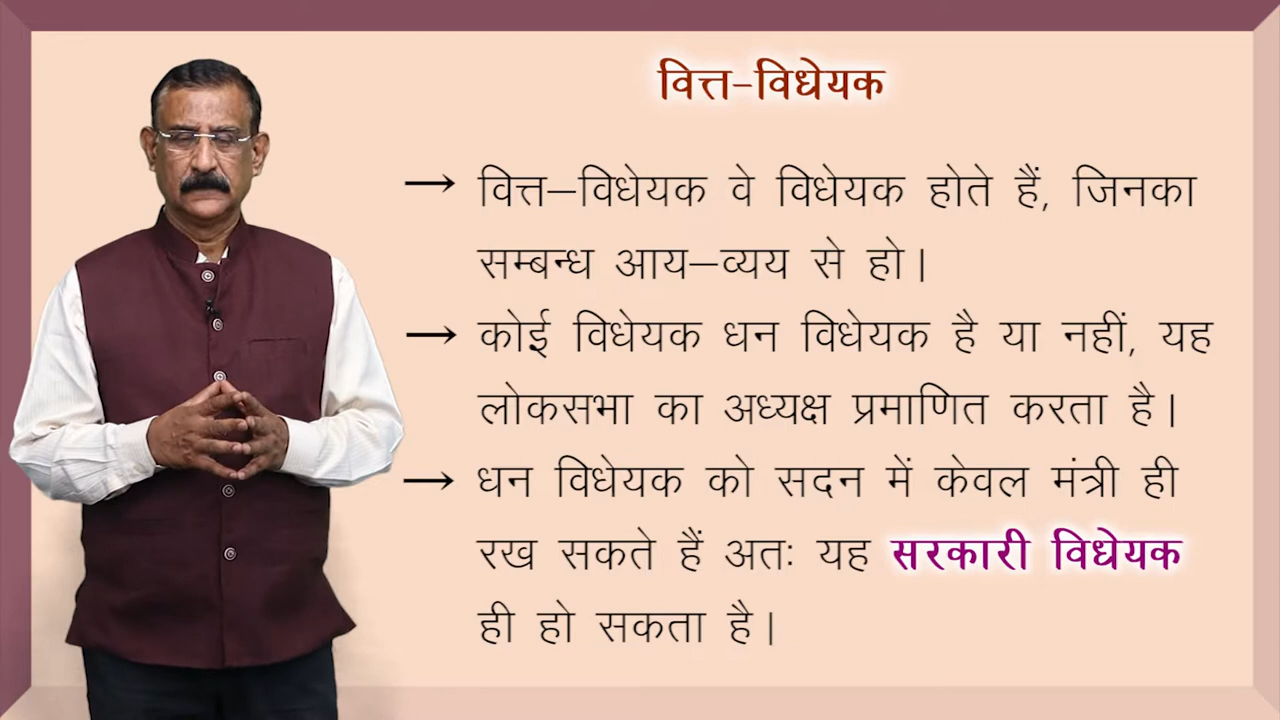 वित्त-विधेयक
→ वित्त–विधेयक वे विधेयक होते हैं, जिनका
सम्बन्ध आय–व्यय से हो।
→ कोई विधेयक धन विधेयक है या नहीं, यह
लोकसभा का अध्यक्ष प्रमाणित करता है।
→ धन विधेयक को सदन में केवल मंत्री ही
रख सकते हैं अतः यह सरकारी विधेयक
ही हो सकता है।